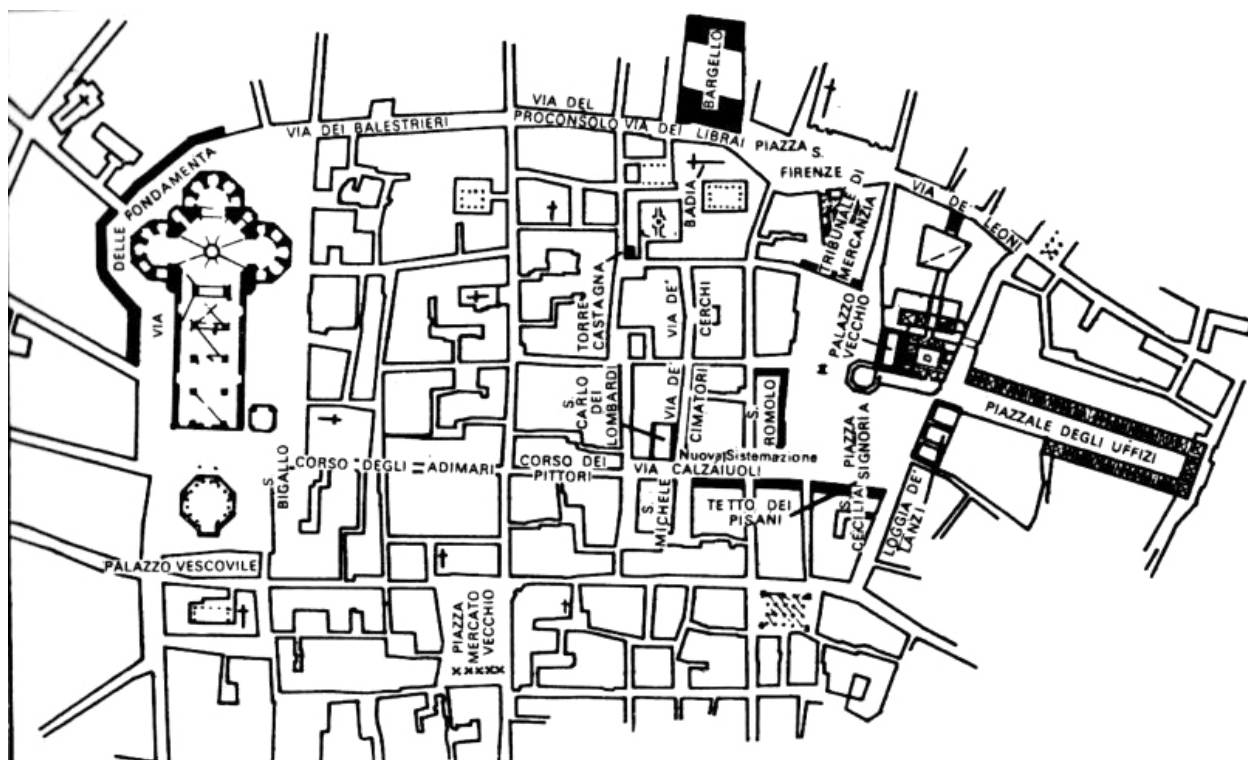 BARGELLO
VIA DEI BALESTRIERI
VIA DEL
PROCONSOLO
VIA DEI LIBRAI
PIAZZA
S.
FIRENZE
VIA DE' LEONI
VIA
DELLE
FONDAMENTA
BADIA
TRIBUNALE DI
MERCANZIA
TORRE
CASTAGNA
VIA DE'
CERCHI
PALAZZO
VECCHIO
S.
CARLO
DEI
LOMBARDI
VIA DE'
CIMATORI
S.
ROMOLO
PIAZZA
SIGNORIA
PIAZZALE DEGLI UFFIZI
S.
BIGALLO
CORSO DEGLI ADIMARI
CORSO DEI
PITTORI
Nuova Sistemazione
VIA CALZAIUOLI
S.
MICHELE
TETTO DEI
PISANI
S.
CECILIA
LOGGIA DE'
LANZI
PALAZZO VESCOVILE
PIAZZA
MERCATO
VECCHIO